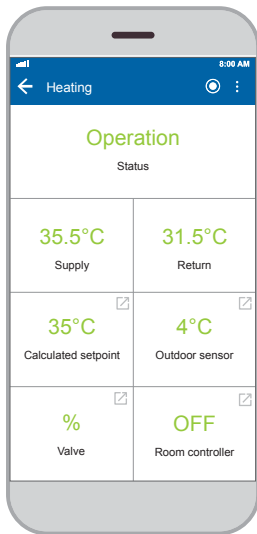 8:00 AM
Heating
Operation
Status
35.5°C 31.5°C
Supply Return
35°C 4°C
Calculated setpoint Outdoor sensor
% OFF
Valve Room controller